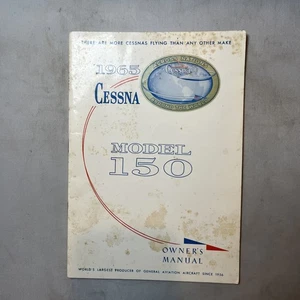 THERE ARE MORE CESSNAS FLYING THAN ANY OTHER MAKE
1965
CESSNA
Cessna
MODEL
150
OWNER'S
MANUAL
WORLD'S LARGEST PRODUCER OF GENERAL AVIATION AIRCRAFT SINCE 1956